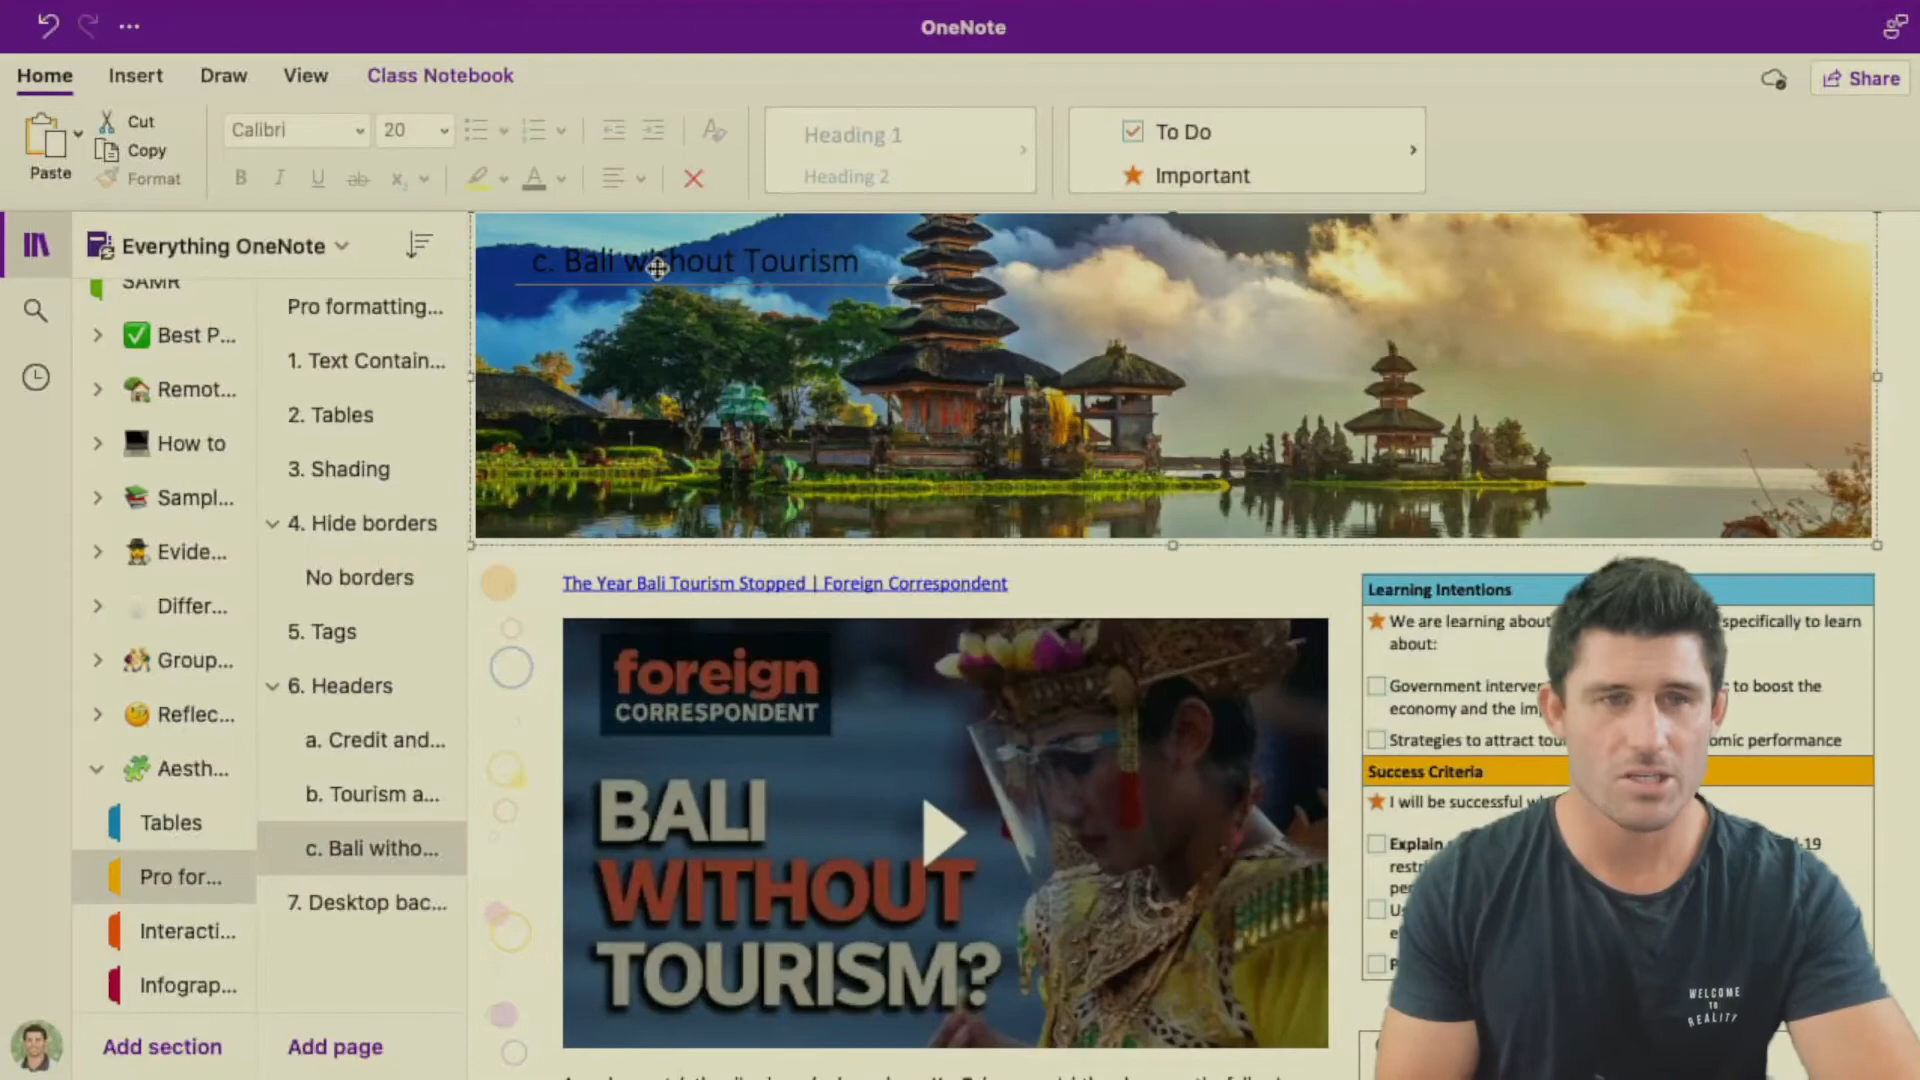 OneNote
Home Insert Draw View Class Notebook
Share
Paste
Cut
Copy
Format
Calibri 20
Heading 1
Heading 2
To Do
Important
Everything OneNote
SAMR
Best P...
Remot...
How to
Sampl...
Evide...
Differ...
Group...
Reflec...
Aesth...
Tables
Pro for...
Interacti...
Infograp...
Add section
Pro formatting...
1. Text Contain...
2. Tables
3. Shading
4. Hide borders
No borders
5. Tags
6. Headers
a. Credit and...
b. Tourism a...
c. Bali witho...
7. Desktop bac...
Add page
c. Bali without Tourism
The Year Bali Tourism Stopped | Foreign Correspondent
foreign
CORRESPONDENT
BALI
WITHOUT
TOURISM?
Learning Intentions
We are learning about specifically to learn
about:
Government to boost the
economy and the
Strategies to attract performance
Success Criteria
I will be successful
Explain
WELCOME
TO
REALITY